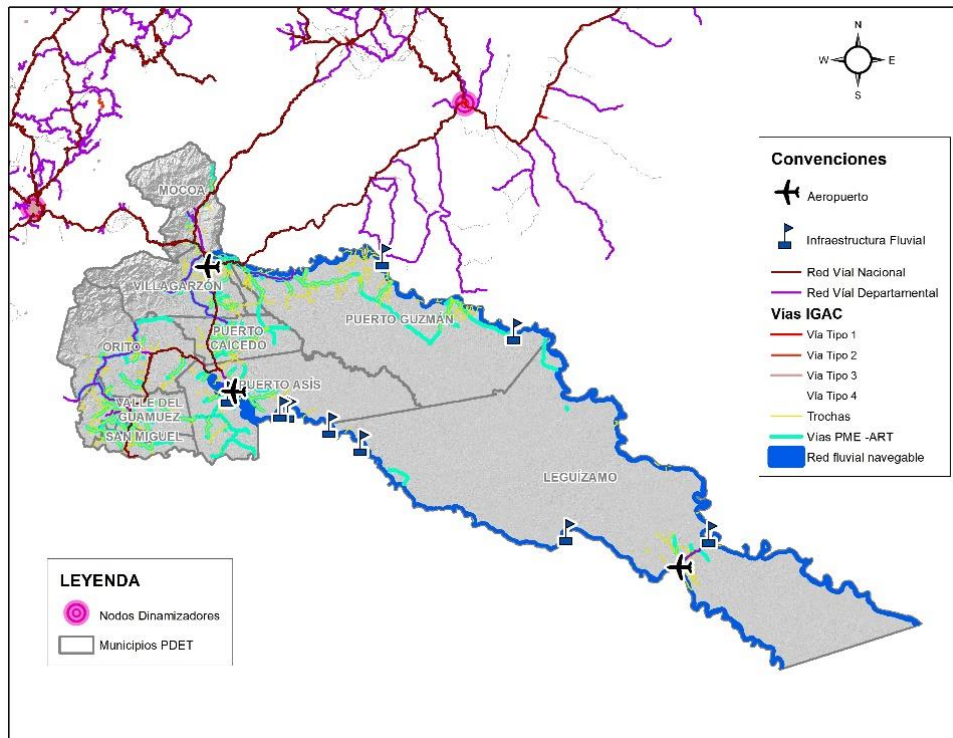 N
W
E
S
MOCOA
VILLAGARZÓN
PUERTO GUZMÁN
PUERTO
CAICEDO
ORITO
PUERTO ASÍS
VALLE DEL
GUAMUEZ
SAN MIGUEL
LEGUÍZAMO
Convenciones
Aeropuerto
Infraestructura Fluvial
Red Vial Nacional
Red Víal Departamental
Vías IGAC
Vía Tipo 1
Vía Tipo 2
Vía Tipo 3
Vía Tipo 4
Trochas
Vías PME -ART
Red fluvial navegable
LEYENDA
Nodos Dinamizadores
Municipios PDET